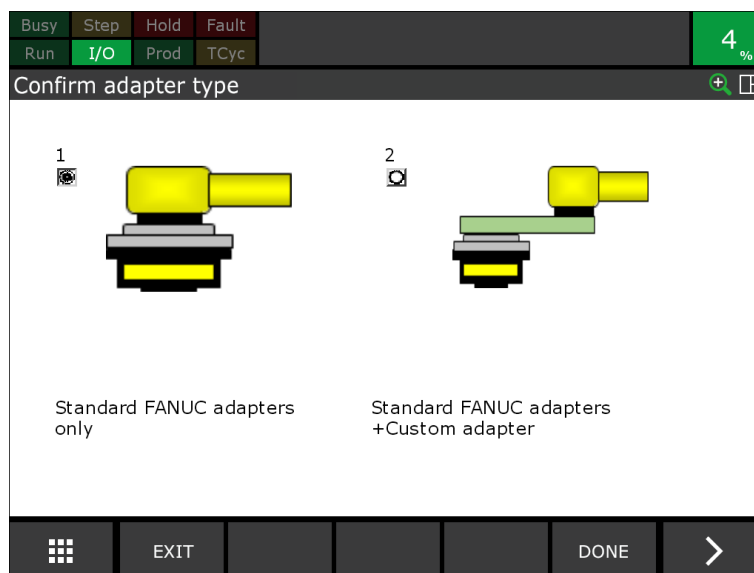 Busy Step Hold Fault
Run I/O Prod TCyc
4 %
Confirm adapter type
1
2
Standard FANUC adapters
only
Standard FANUC adapters
+Custom adapter
EXIT DONE